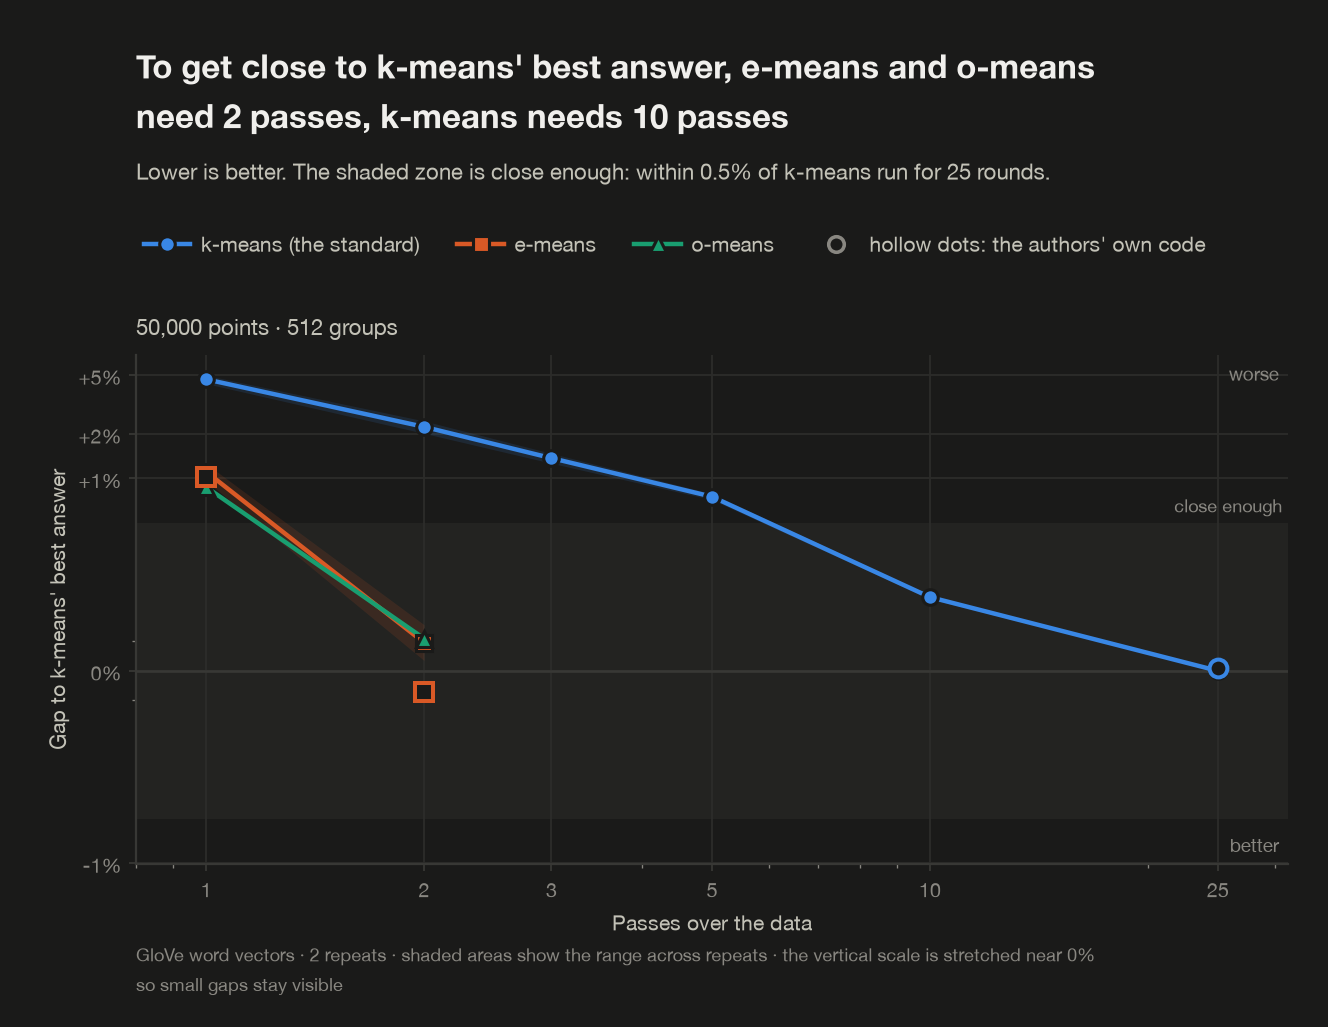 To get close to k-means' best answer, e-means and o-means
need 2 passes, k-means needs 10 passes
Lower is better. The shaded zone is close enough: within 0.5% of k-means run for 25 rounds.
k-means (the standard)
e-means
o-means
hollow dots: the authors' own code
50,000 points · 512 groups
+5%
+2%
+1%
0%
-1%
Gap to k-means' best answer
worse
close enough
better
1
2
3
5
10
25
Passes over the data
GloVe word vectors · 2 repeats · shaded areas show the range across repeats · the vertical scale is stretched near 0%
so small gaps stay visible